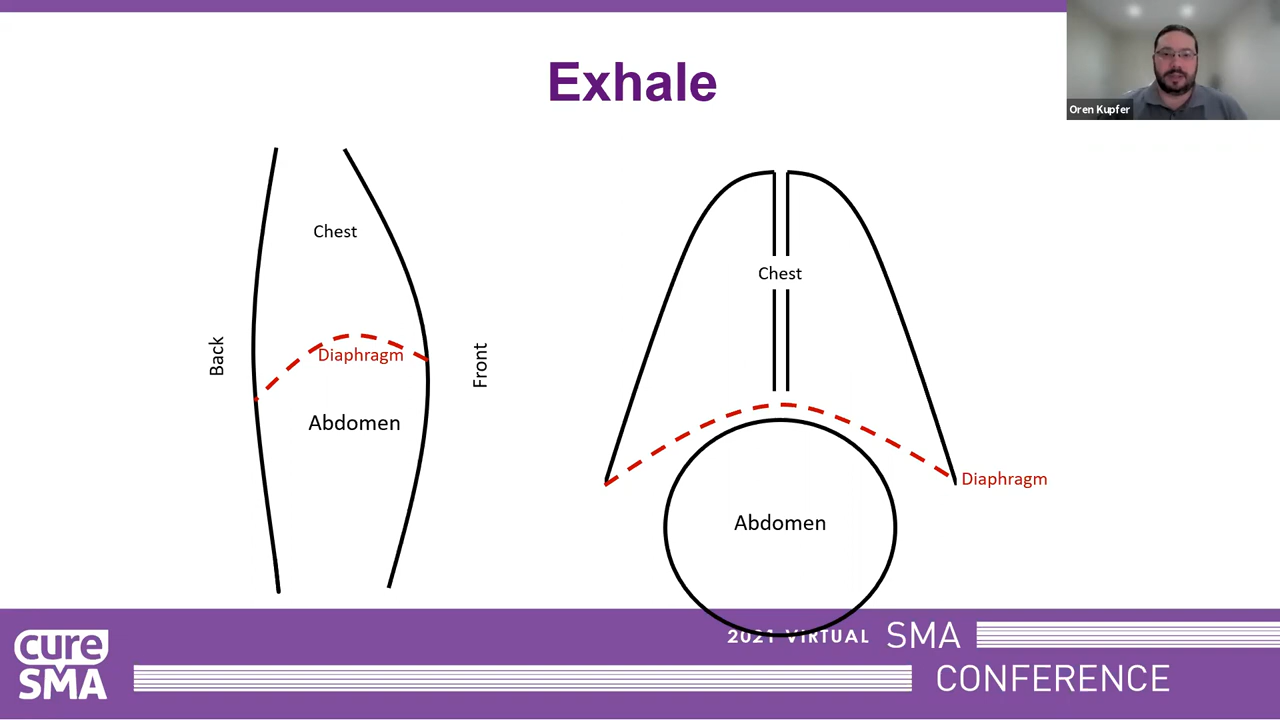 Exhale
Oren Kupfer
Chest
Back
Diaphragm
Front
Abdomen
Chest
Diaphragm
Abdomen
cure
SMA
2021 VIRTUAL SMA
CONFERENCE